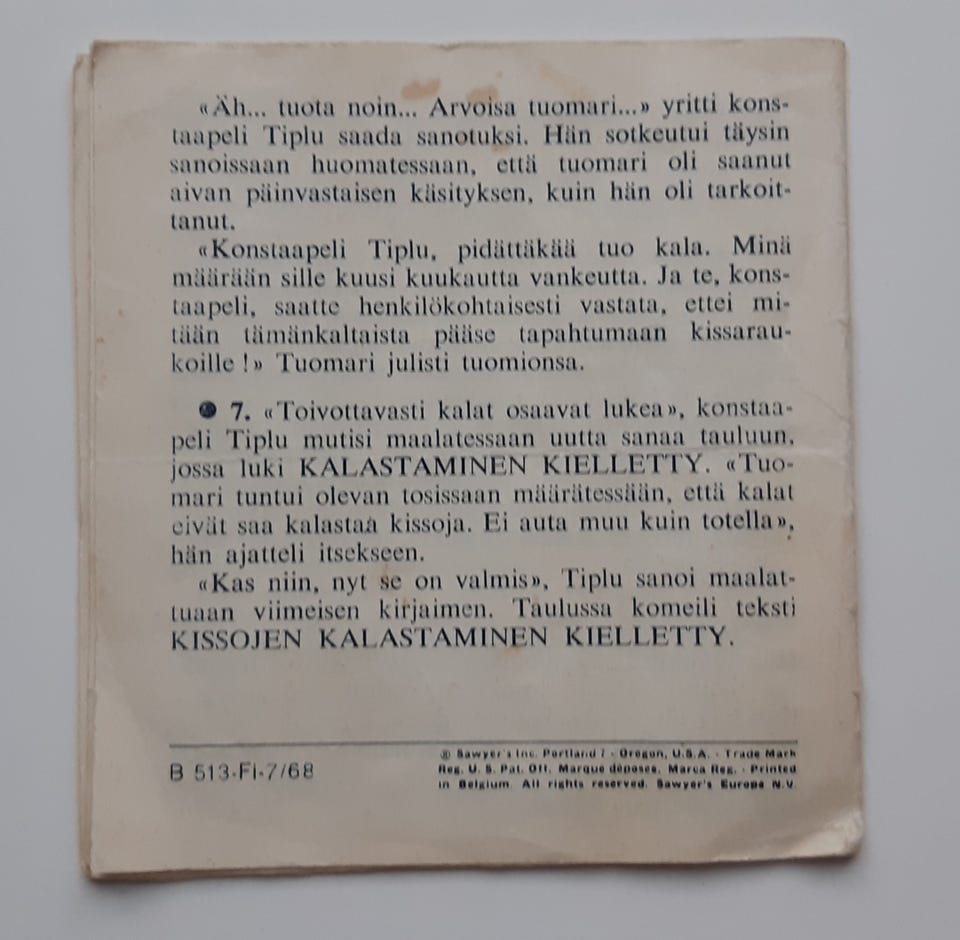 «Äh... tuota noin... Arvoisa tuomari...» yritti kons-
taapeli Tiplu saada sanotuksi. Hän sotkeutui täysin
sanoissaan huomatessaan, että tuomari oli saanut
aivan päinvastaisen käsityksen, kuin hän oli tarkoit-
tanut.
«Konstaapeli Tiplu, pidättäkää tuo kala. Minä
määrään sille kuusi kuukautta vankeutta. Ja te, kons-
taapeli, saatte henkilökohtaisesti vastata, ettei mi-
tään tämänkaltaista pääse tapahtumaan kissarau-
koille!» Tuomari julisti tuomionsa.
● 7. «Toivottavasti kalat osaavat lukea», konstaa-
peli Tiplu mutisi maalatessaan uutta sanaa tauluun,
jossa luki KALASTAMINEN KIELLETTY. «Tuo-
mari tuntui olevan tosissaan määrätessään, että kalat
eivät saa kalastaa kissoja. Ei auta muu kuin totella»,
hän ajatteli itsekseen.
«Kas niin, nyt se on valmis», Tiplu sanoi maalat-
tuaan viimeisen kirjaimen. Taulussa komeili teksti
KISSOJEN KALASTAMINEN KIELLETTY.
B 513-Fi-7/68
© Sawyer's Inc. Portland 7 - Oregon, U.S.A. - Trade Mark
Reg. U. S. Pat. Off. Marque déposée. Marca Reg. - Printed
in Belgium. All rights reserved. Sawyer's Europe N.V.